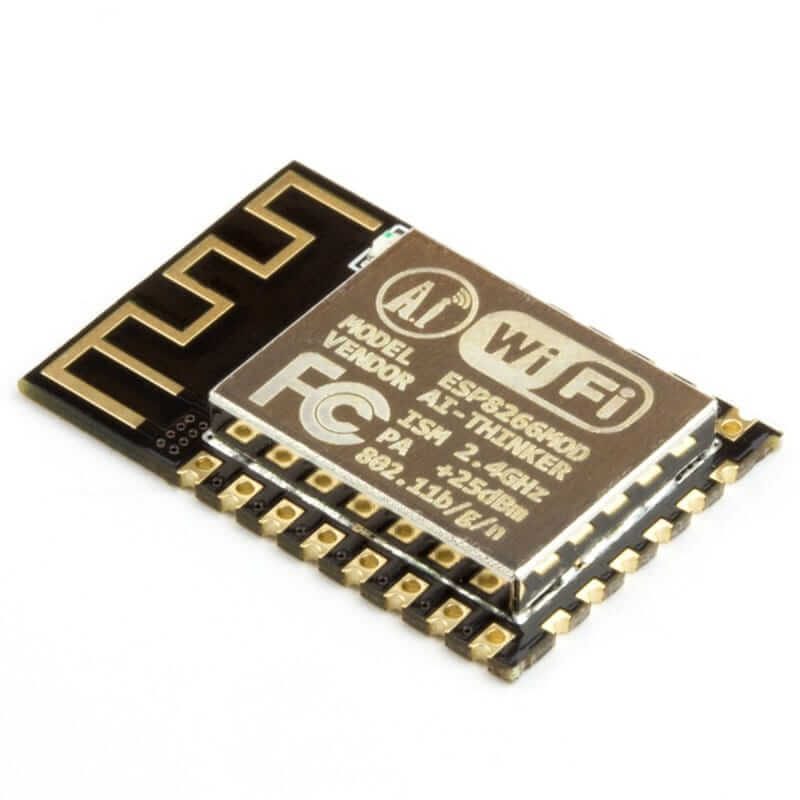 Ai
WiFi
MODEL ESP8266MOD
VENDOR AI-THINKER
FC ISM 2.4GHz
PA +25dBm
802.11b/g/n